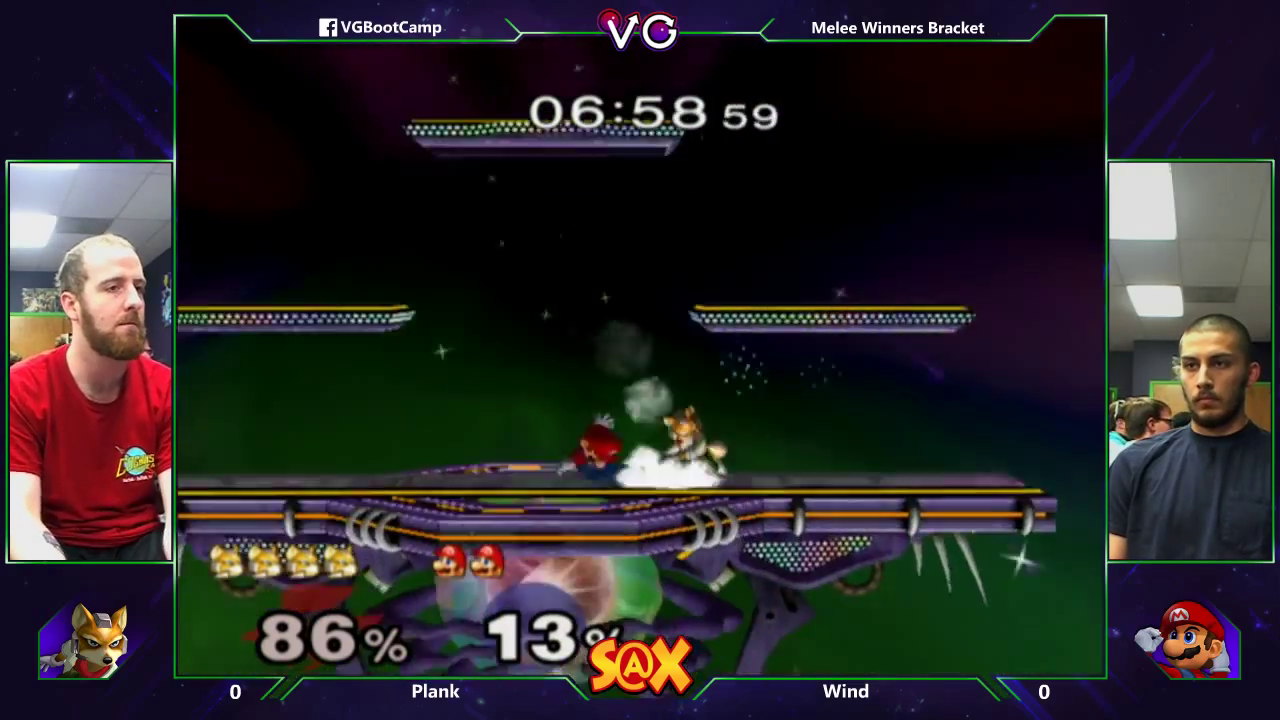 VGBootCamp
VG
Melee Winners Bracket
06:58 59
86%
13%
S@X
0
Plank
Wind
0